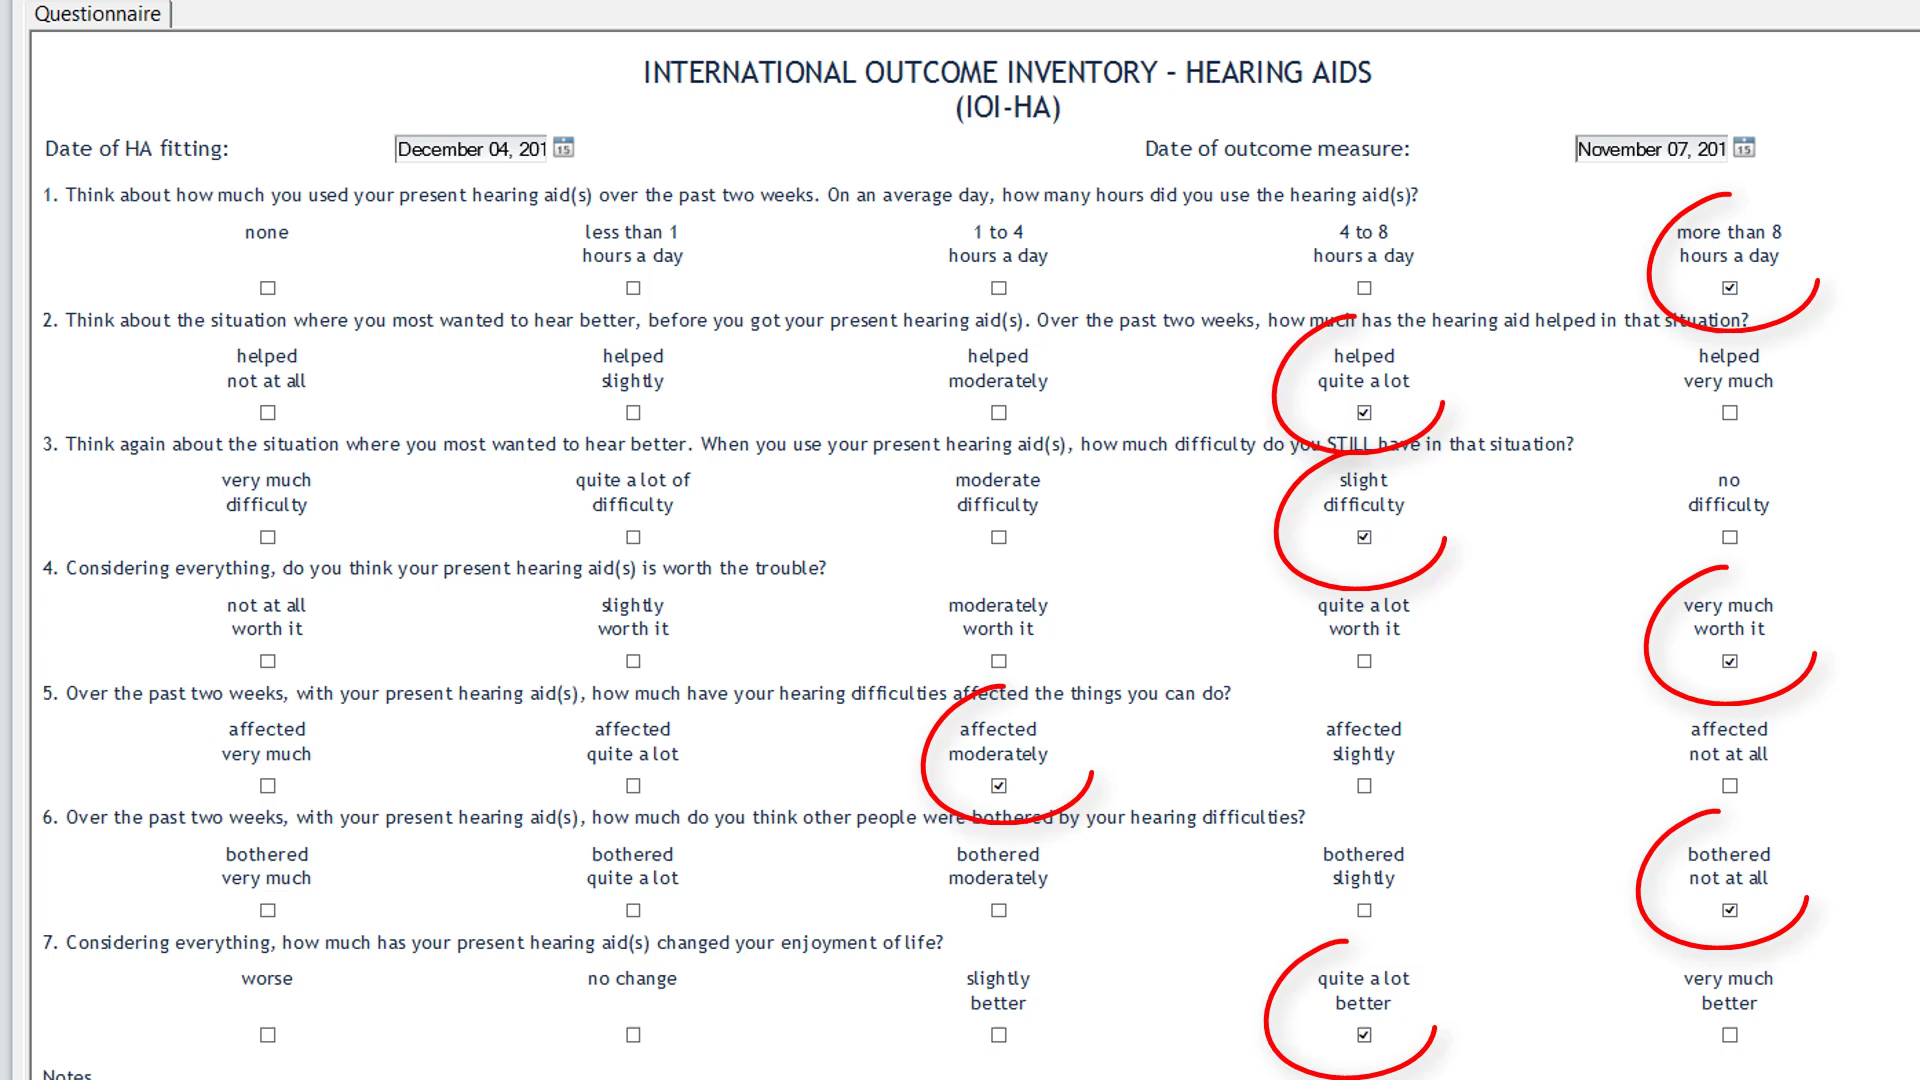 Questionnaire
INTERNATIONAL OUTCOME INVENTORY - HEARING AIDS
(IOI-HA)
Date of HA fitting: December 04, 201 15 Date of outcome measure: November 07, 201 15
1. Think about how much you used your present hearing aid(s) over the past two weeks. On an average day, how many hours did you use the hearing aid(s)?
none less than 1 1 to 4 4 to 8 more than 8
hours a day hours a day hours a day hours a day
2. Think about the situation where you most wanted to hear better, before you got your present hearing aid(s). Over the past two weeks, how much has the hearing aid helped in that situation?
helped helped helped helped helped
not at all slightly moderately quite a lot very much
3. Think again about the situation where you most wanted to hear better. When you use your present hearing aid(s), how much difficulty do you STILL have in that situation?
very much quite a lot of moderate slight no
difficulty difficulty difficulty difficulty difficulty
4. Considering everything, do you think your present hearing aid(s) is worth the trouble?
not at all slightly moderately quite a lot very much
worth it worth it worth it worth it worth it
5. Over the past two weeks, with your present hearing aid(s), how much have your hearing difficulties affected the things you can do?
affected affected affected affected affected
very much quite a lot moderately slightly not at all
6. Over the past two weeks, with your present hearing aid(s), how much do you think other people were bothered by your hearing difficulties?
bothered bothered bothered bothered bothered
very much quite a lot moderately slightly not at all
7. Considering everything, how much has your present hearing aid(s) changed your enjoyment of life?
worse no change slightly quite a lot very much
better better better
Notes